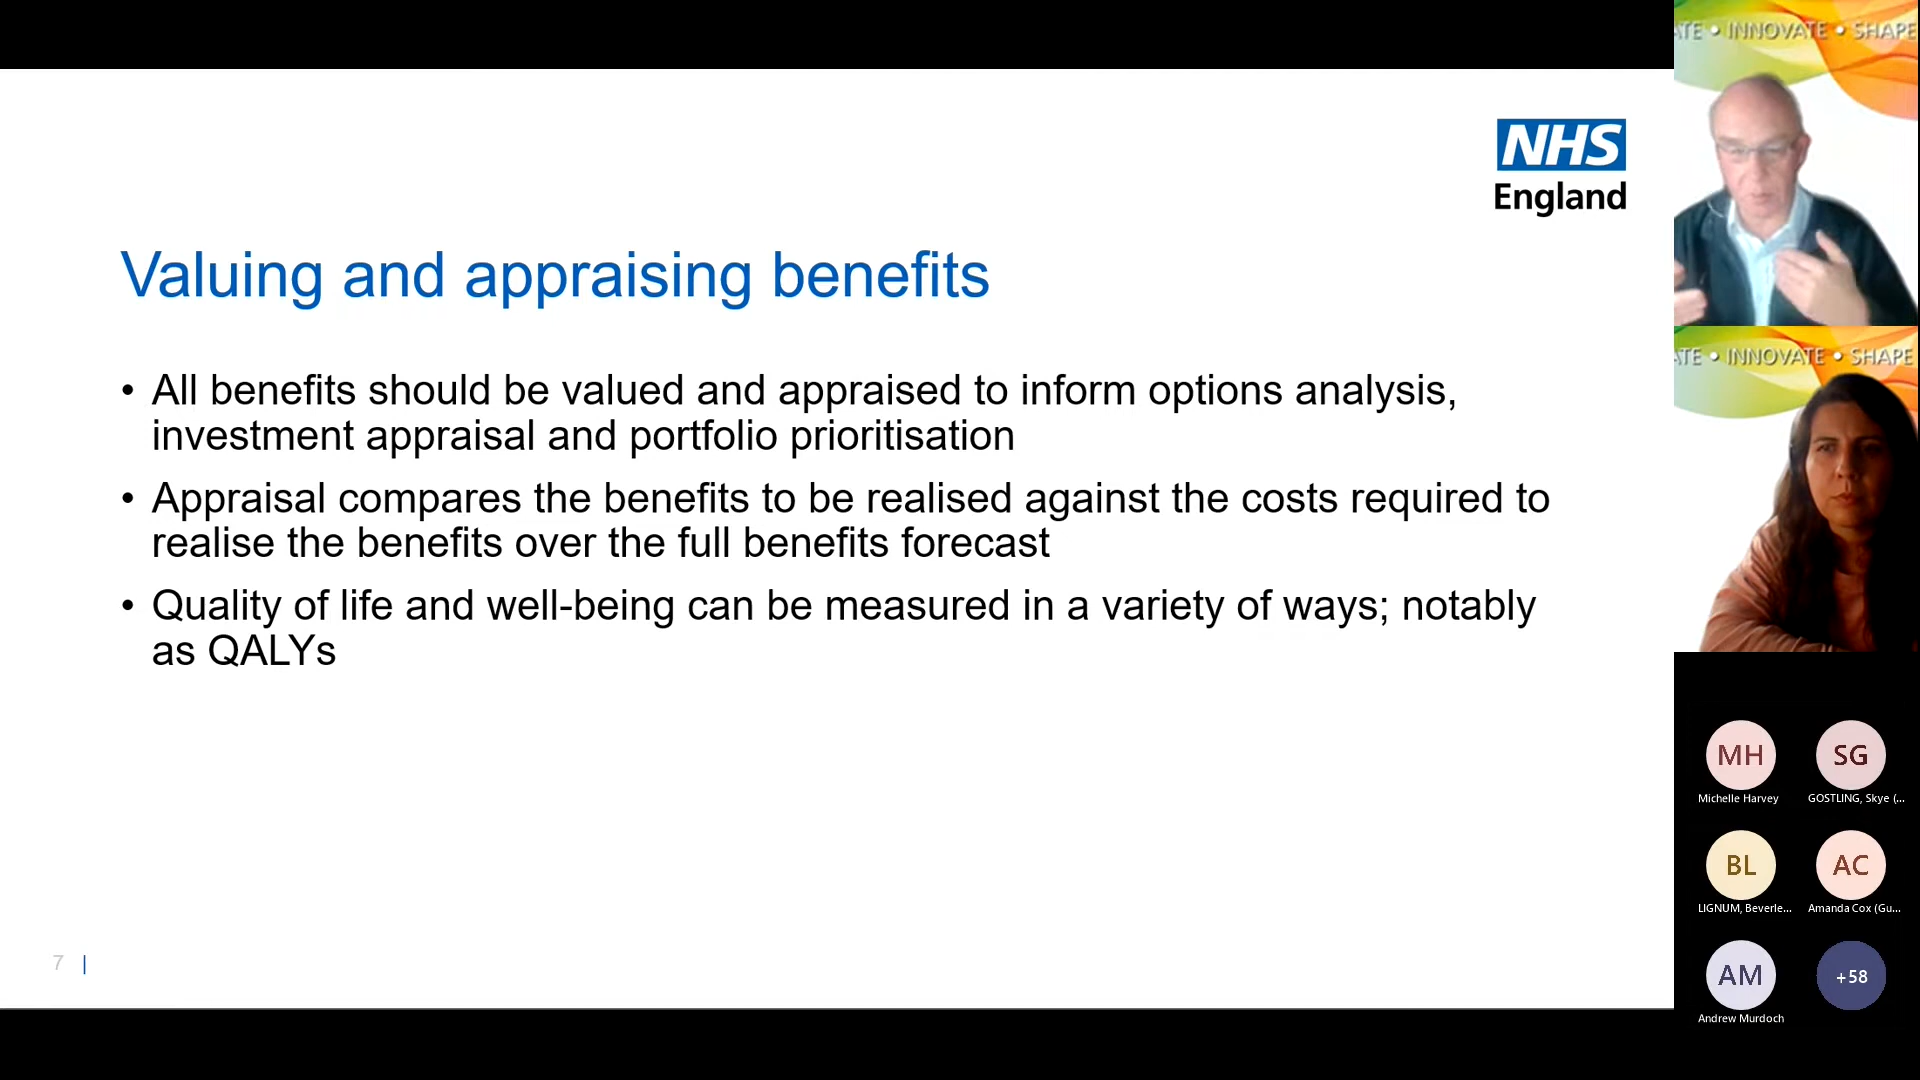 NHS
England
Valuing and appraising benefits
• All benefits should be valued and appraised to inform options analysis,
investment appraisal and portfolio prioritisation
• Appraisal compares the benefits to be realised against the costs required to
realise the benefits over the full benefits forecast
• Quality of life and well-being can be measured in a variety of ways; notably
as QALYs
7 |
ATE • INNOVATE • SHAPE
ATE • INNOVATE • SHAPE
MH
SG
Michelle Harvey
GOSTLING, Skye (...
BL
AC
LIGNUM, Beverle...
Amanda Cox (Gu...
AM
+58
Andrew Murdoch